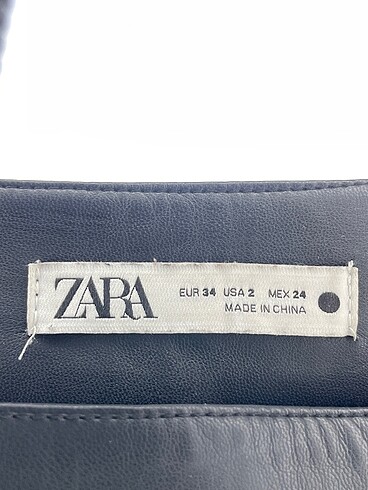 ZARA
EUR 34 USA 2 MEX 24
MADE IN CHINA